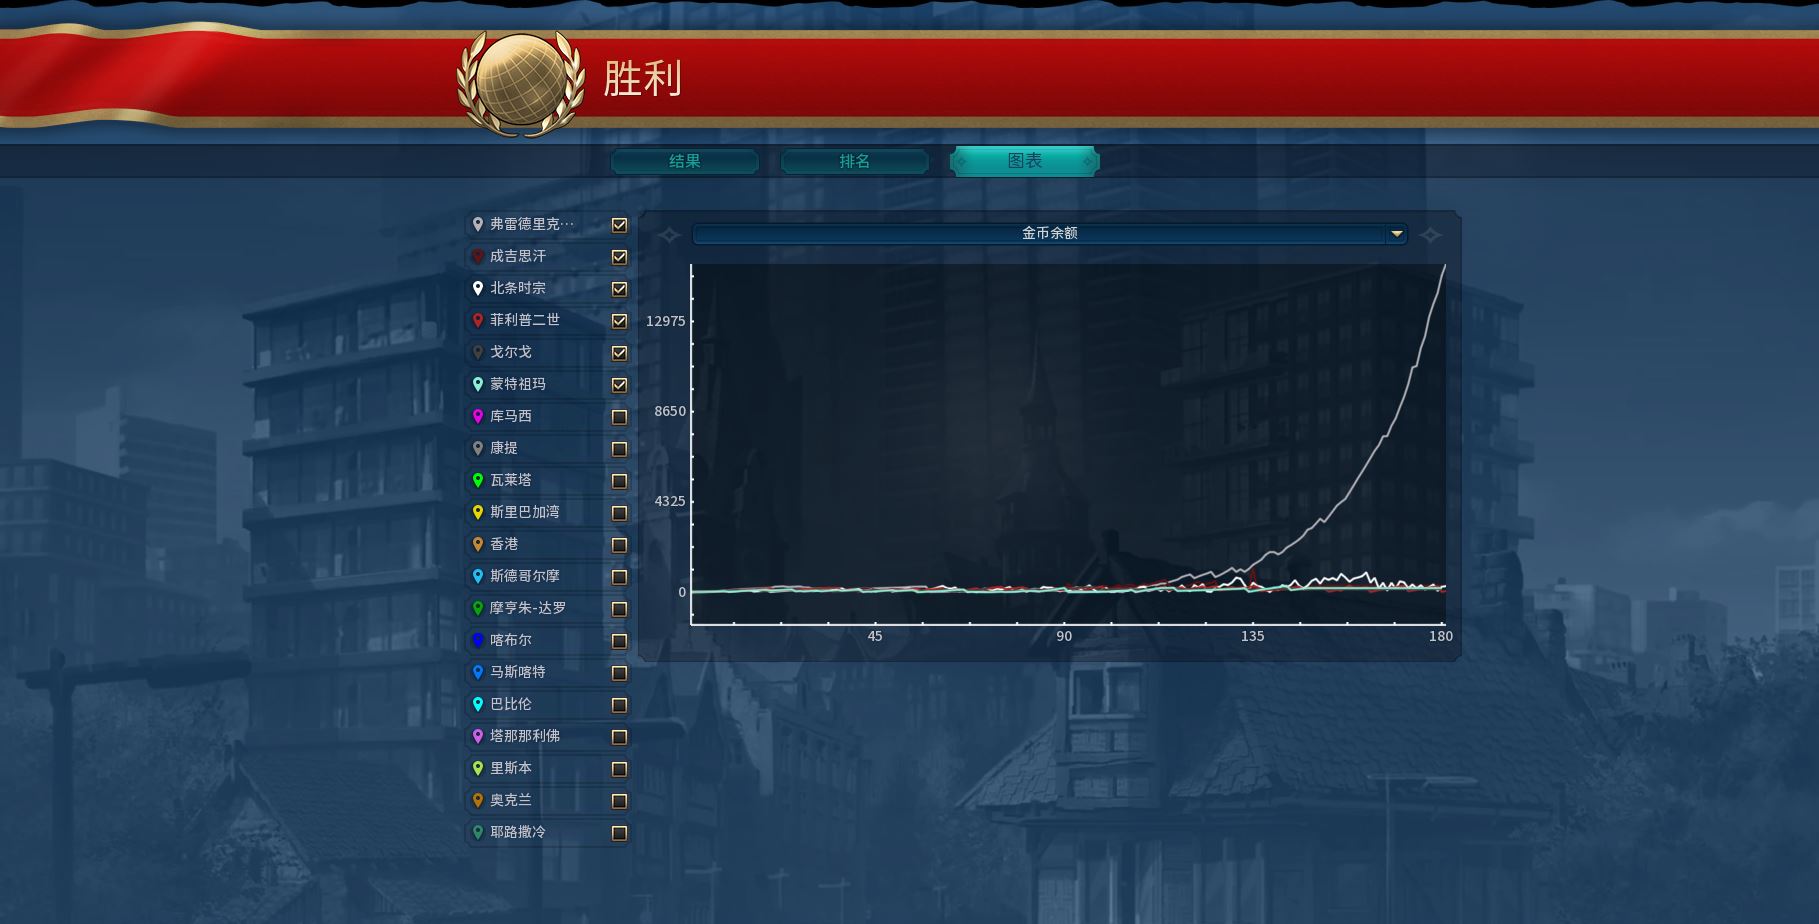 胜利
结果
排名
图表
弗雷德里克…
成吉思汗
北条时宗
菲利普二世
戈尔戈
蒙特祖玛
库马西
康提
瓦莱塔
斯里巴加湾
香港
斯德哥尔摩
摩亨朱-达罗
喀布尔
马斯喀特
巴比伦
塔那那利佛
里斯本
奥克兰
耶路撒冷
金币余额
12975
8650
4325
0
45 90 135 180